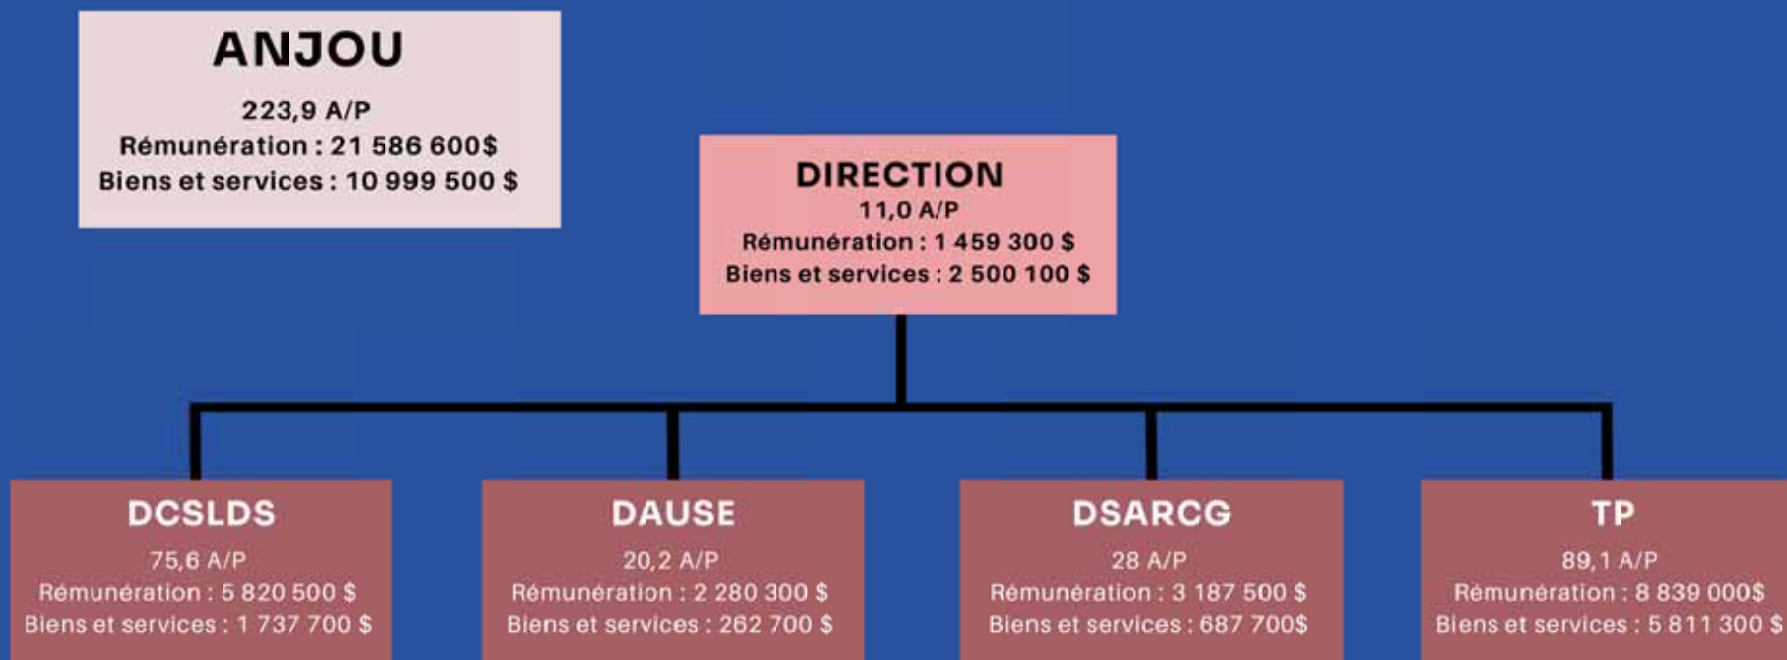 ANJOU
223,9 A/P
Rémunération : 21 586 600$
Biens et services : 10 999 500 $
DIRECTION
11,0 A/P
Rémunération : 1 459 300 $
Biens et services : 2 500 100 $
DCSLDS
75,6 A/P
Rémunération : 5 820 500 $
Biens et services : 1 737 700 $
DAUSE
20,2 A/P
Rémunération : 2 280 300 $
Biens et services : 262 700 $
DSARCG
28 A/P
Rémunération : 3 187 500 $
Biens et services : 687 700$
TP
89,1 A/P
Rémunération : 8 839 000$
Biens et services : 5 811 300 $